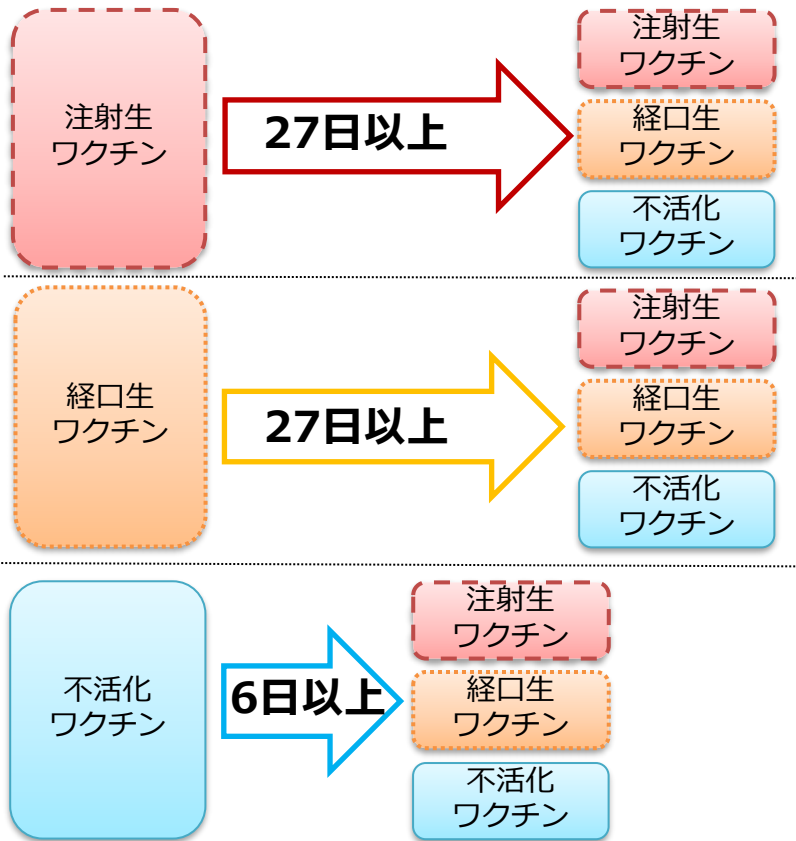 注射生
ワクチン
27日以上
注射生
ワクチン
経口生
ワクチン
不活化
ワクチン
経口生
ワクチン
27日以上
注射生
ワクチン
経口生
ワクチン
不活化
ワクチン
不活化
ワクチン
6日以上
注射生
ワクチン
経口生
ワクチン
不活化
ワクチン